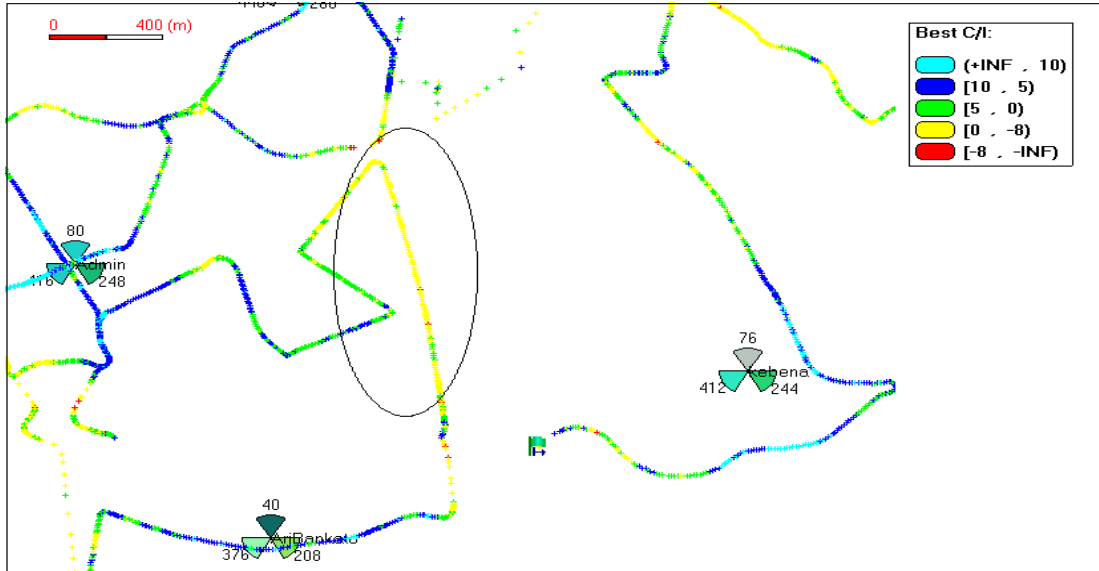 0 400 (m)
Best C/I:
(+INF , 10)
[10 , 5)
[5 , 0)
[0 , -8)
[-8 , -INF)
80
Admin
248
76
kebena
412 244
40
376 208